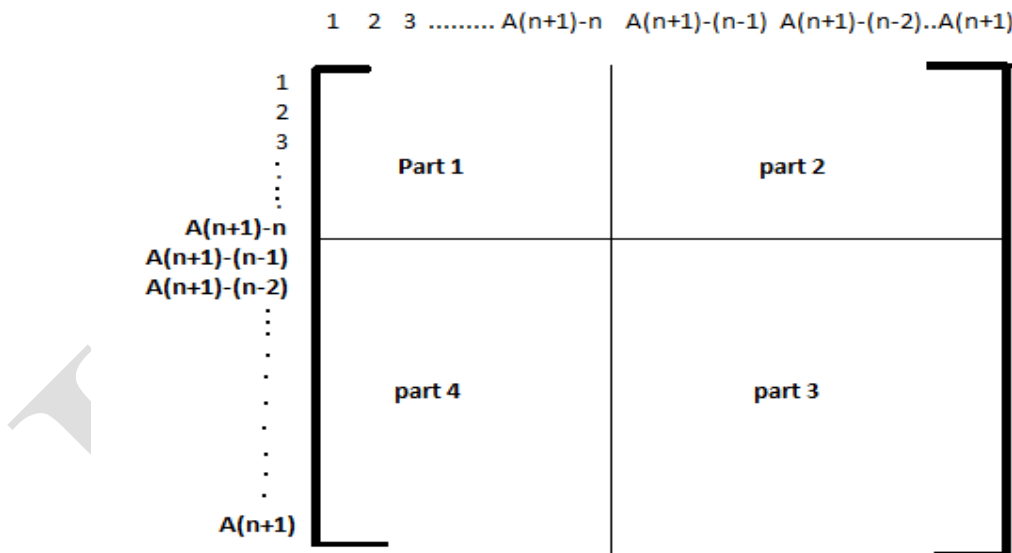 1 2 3 ......... A(n+1)-n A(n+1)-(n-1) A(n+1)-(n-2)..A(n+1)
1
2
3
Part 1 part 2
A(n+1)-n
A(n+1)-(n-1)
A(n+1)-(n-2)
part 4 part 3
A(n+1)